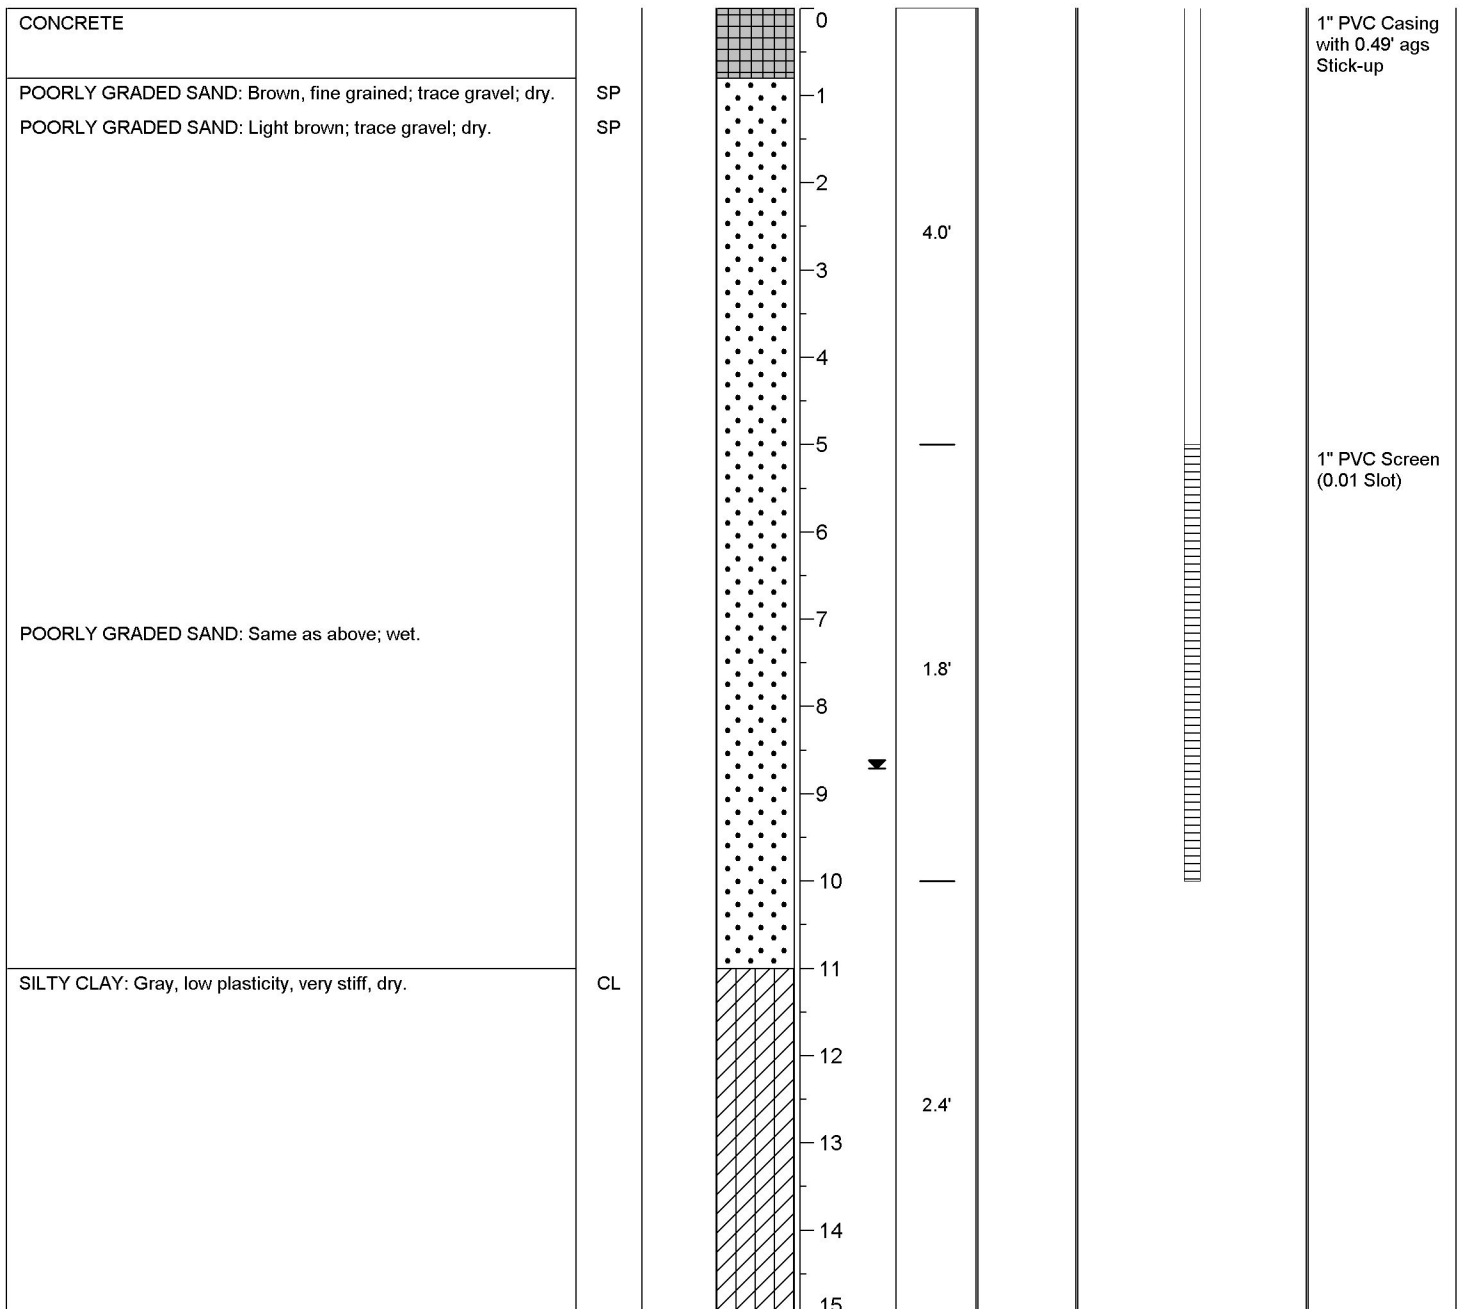 CONCRETE
0
1" PVC Casing
with 0.49' ags
Stick-up
POORLY GRADED SAND: Brown, fine grained; trace gravel; dry. SP
1
POORLY GRADED SAND: Light brown; trace gravel; dry. SP
2
4.0'
3
4
5
1" PVC Screen
(0.01 Slot)
6
7
POORLY GRADED SAND: Same as above; wet.
1.8'
8
9
10
11
SILTY CLAY: Gray, low plasticity, very stiff, dry. CL
12
2.4'
13
14
15